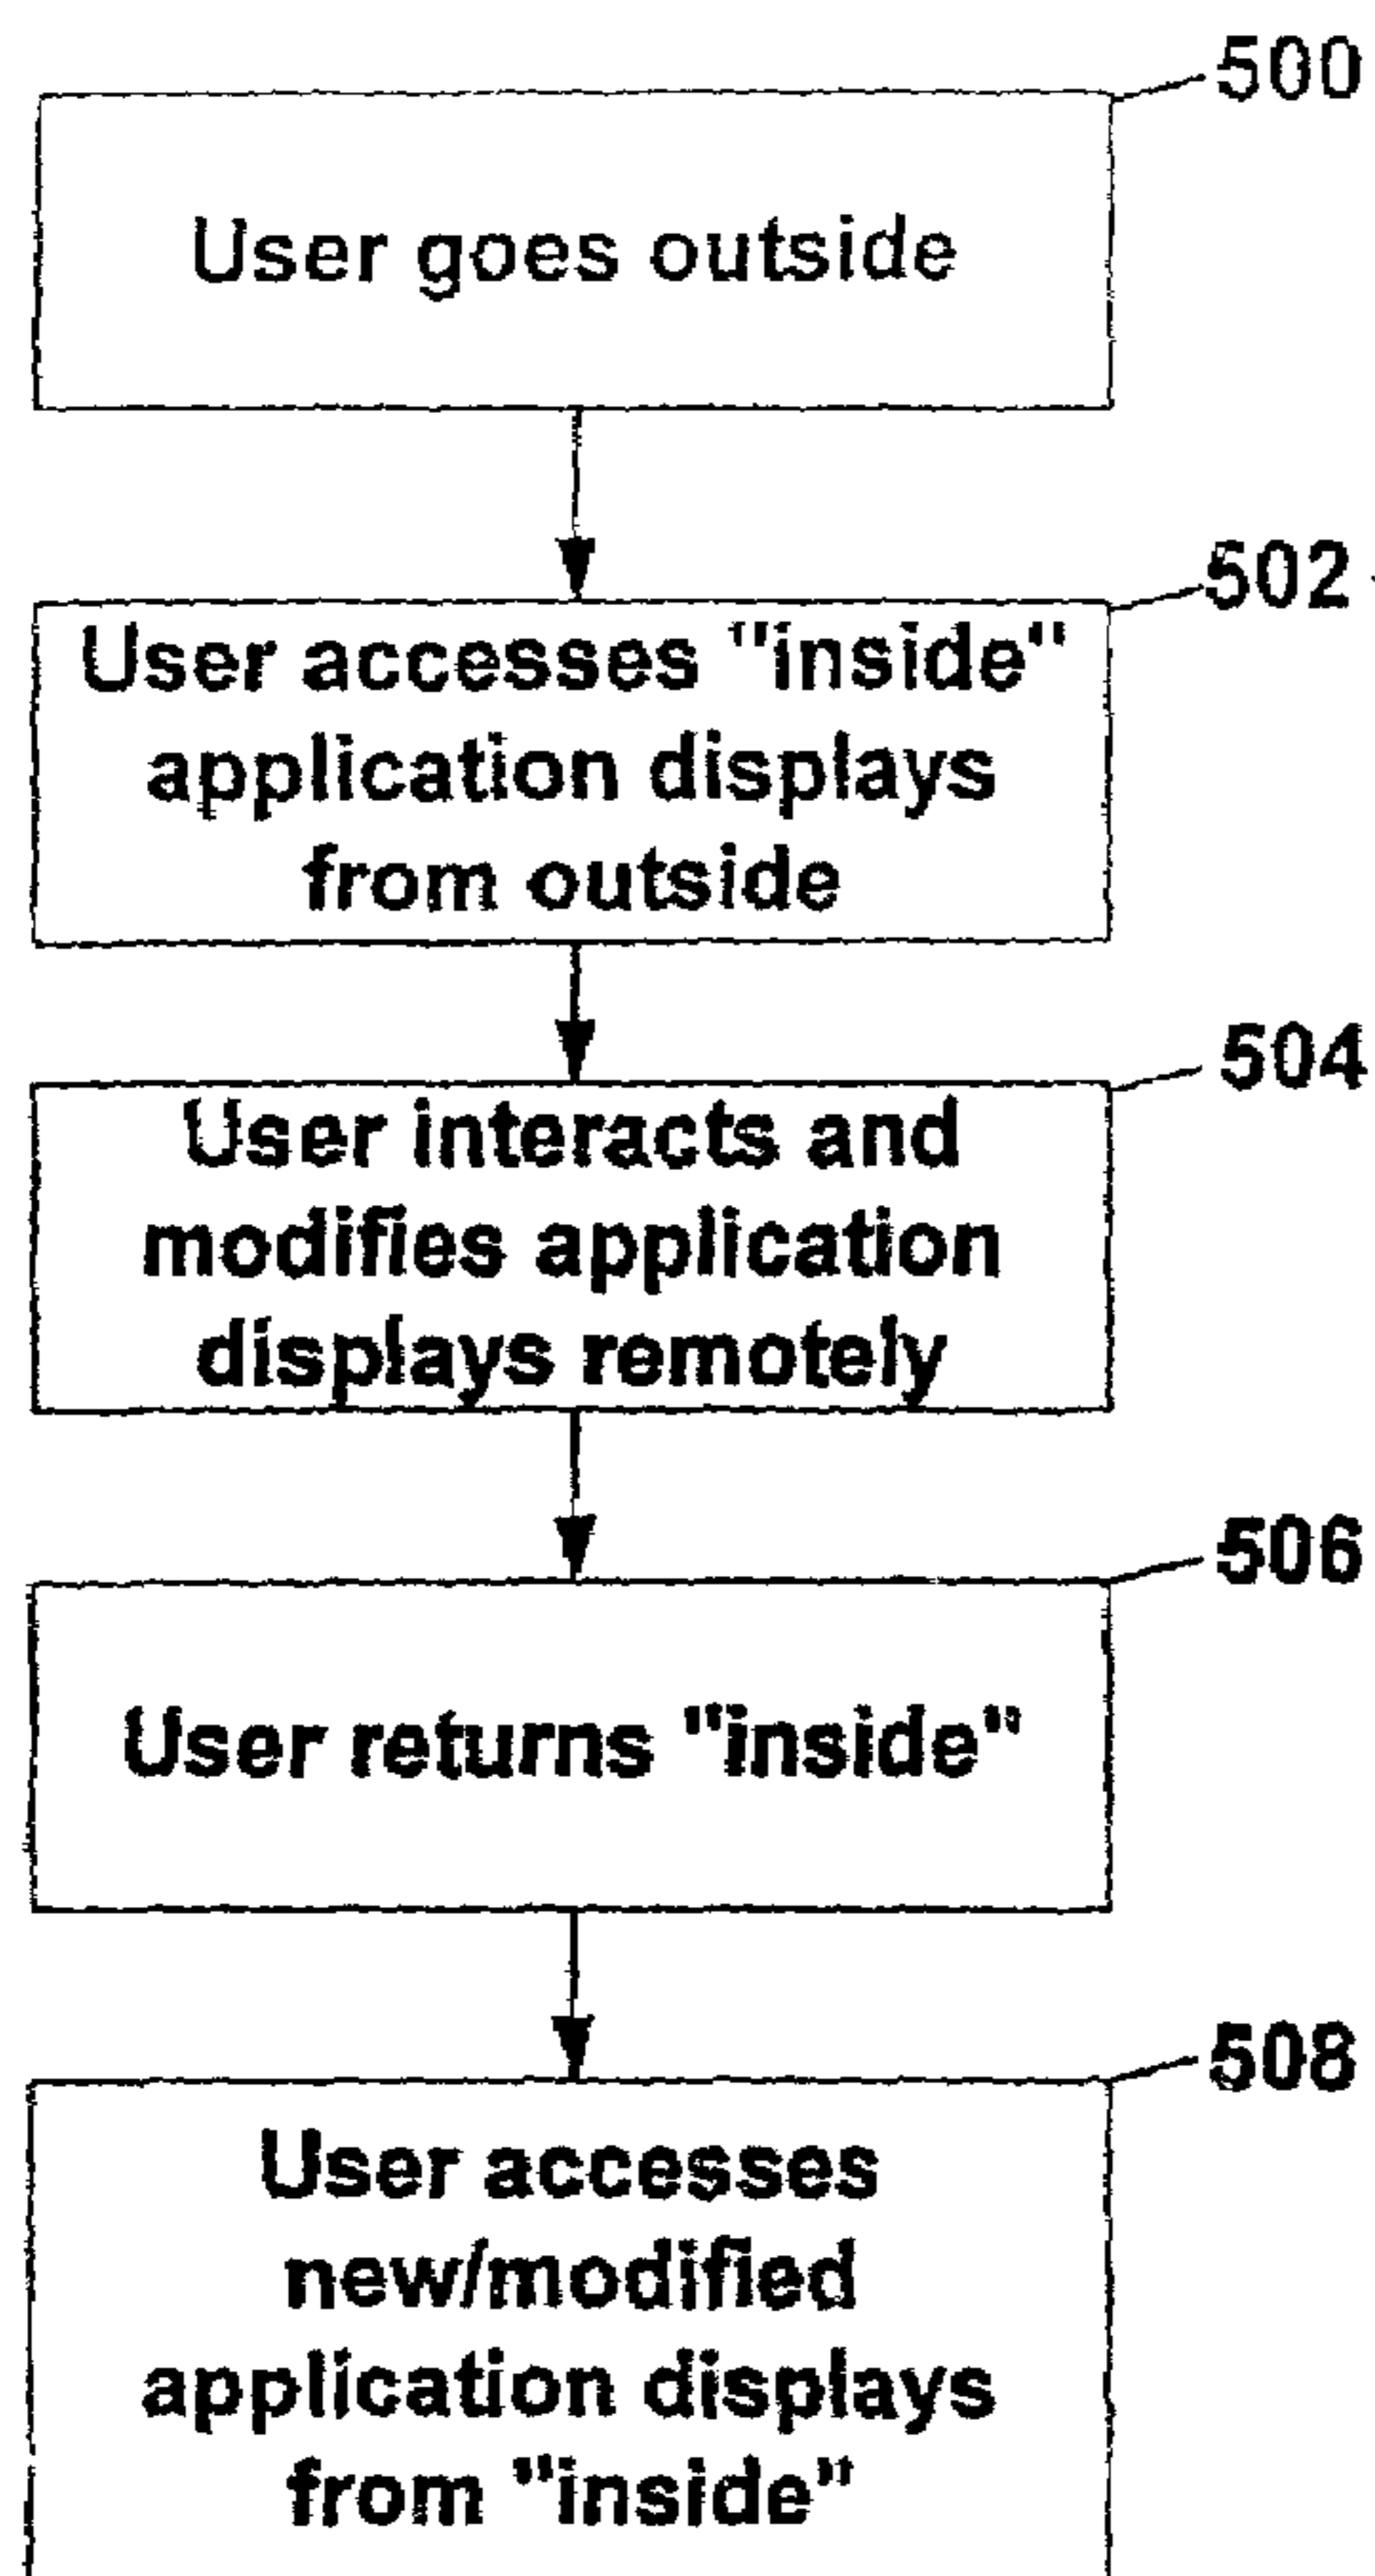 500
User goes outside
502
User accesses "inside"
application displays
from outside
504
User interacts and
modifies application
displays remotely
506
User returns "inside"
508
User accesses
new/modified
application displays
from "inside"